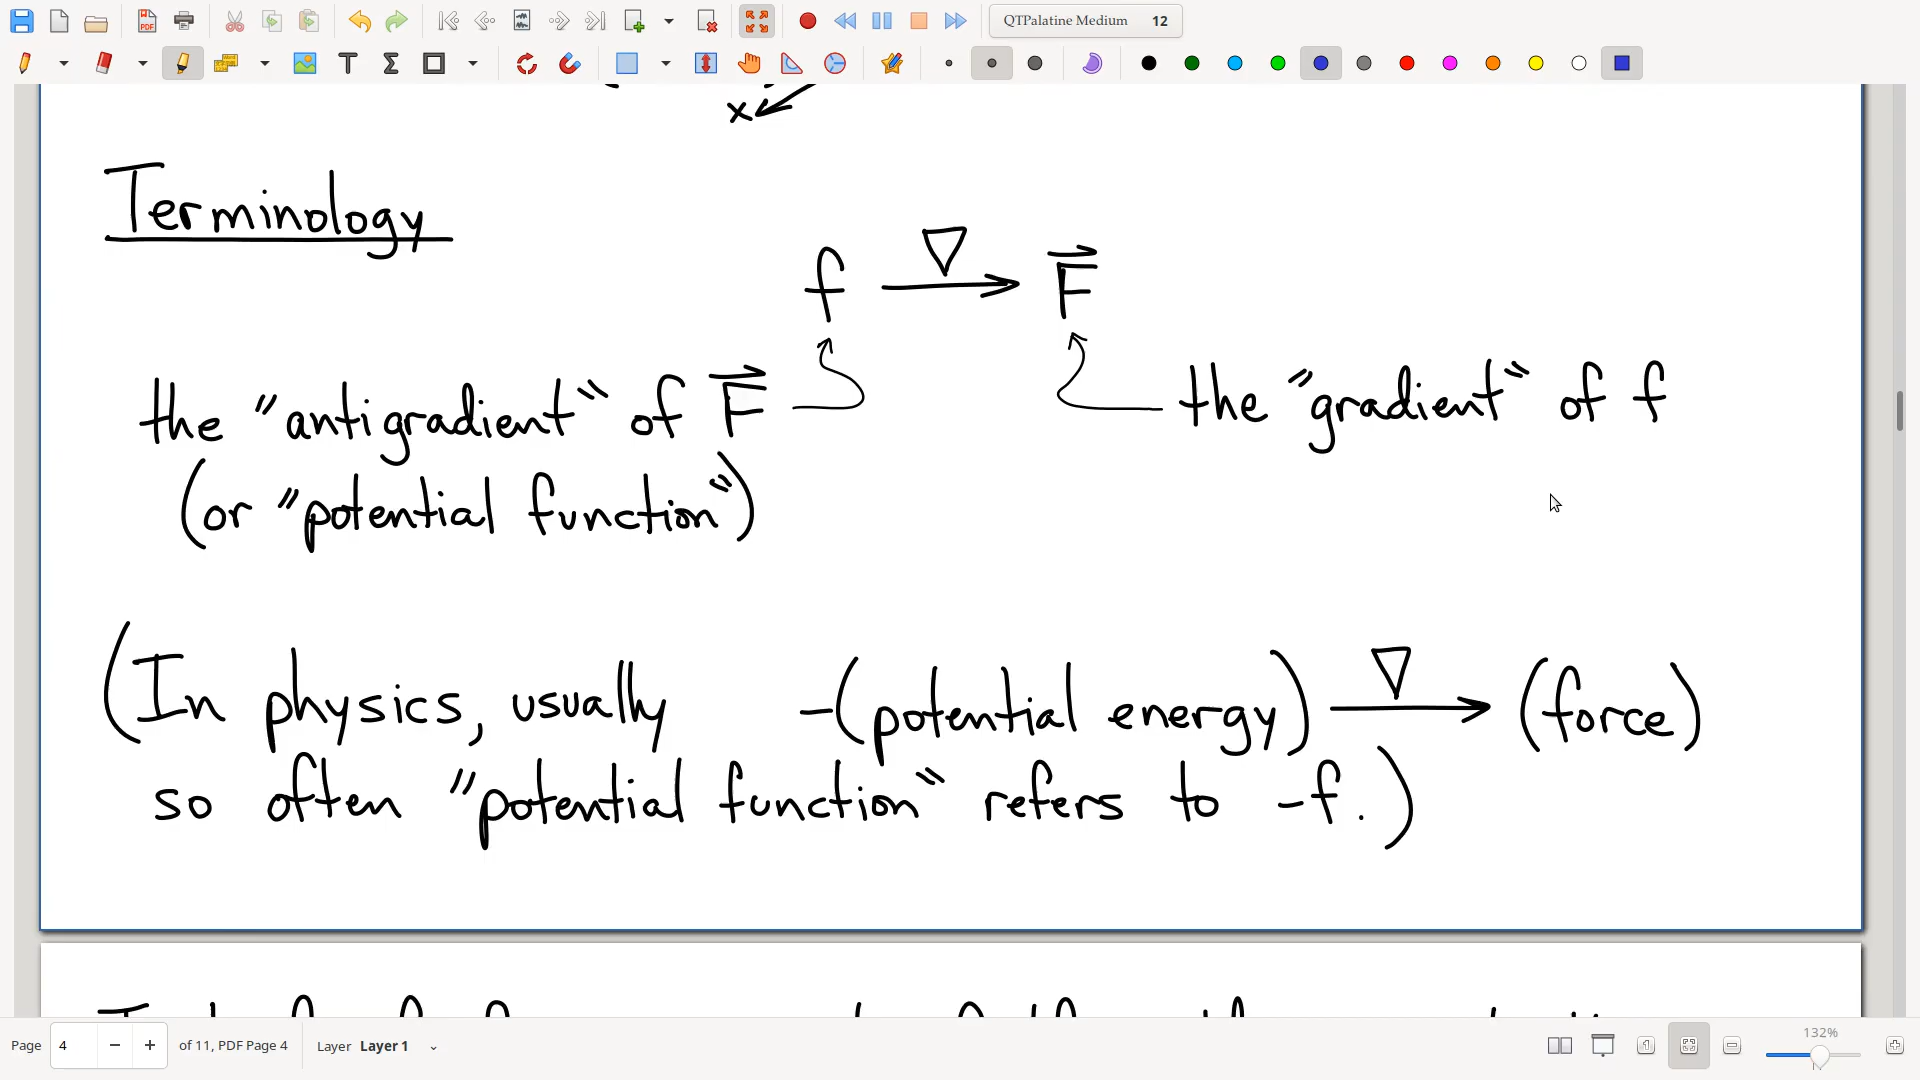 QTPalatine Medium 12
x
Terminology
f ∇→ F⃗
the "antigradient" of F⃗
the "gradient" of f
(or "potential function")
(In physics, usually -(potential energy) ∇→ (force)
so often "potential function" refers to -f.)
Page 4 − + of 11, PDF Page 4 Layer Layer 1
132%